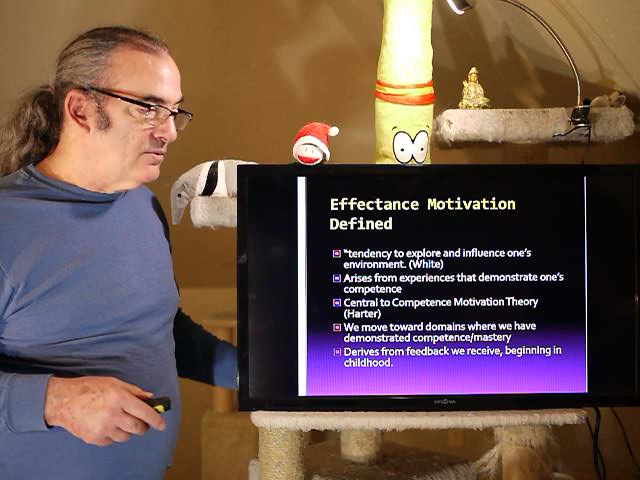 Effectance Motivation
Defined
"tendency to explore and influence one's
environment. (White)
Arises from experiences that demonstrate one's
competence
Central to Competence Motivation Theory
(Harter)
We move toward domains where we have
demonstrated competence/mastery
Derives from feedback we receive, beginning in
childhood.
INSIGNIA